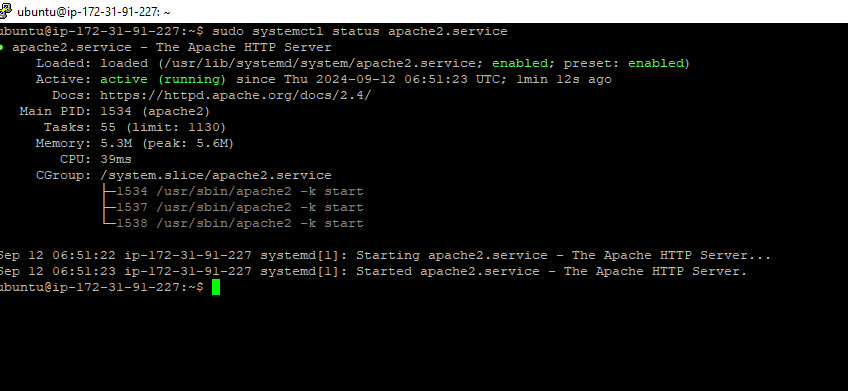 ubuntu@ip-172-31-91-227: ~
ubuntu@ip-172-31-91-227:~$ sudo systemctl status apache2.service
● apache2.service - The Apache HTTP Server
     Loaded: loaded (/usr/lib/systemd/system/apache2.service; enabled; preset: enabled)
     Active: active (running) since Thu 2024-09-12 06:51:23 UTC; 1min 12s ago
       Docs: https://httpd.apache.org/docs/2.4/
   Main PID: 1534 (apache2)
      Tasks: 55 (limit: 1130)
     Memory: 5.3M (peak: 5.6M)
        CPU: 39ms
     CGroup: /system.slice/apache2.service
             ├─1534 /usr/sbin/apache2 -k start
             ├─1537 /usr/sbin/apache2 -k start
             └─1538 /usr/sbin/apache2 -k start
Sep 12 06:51:22 ip-172-31-91-227 systemd[1]: Starting apache2.service - The Apache HTTP Server...
Sep 12 06:51:23 ip-172-31-91-227 systemd[1]: Started apache2.service - The Apache HTTP Server.
ubuntu@ip-172-31-91-227:~$